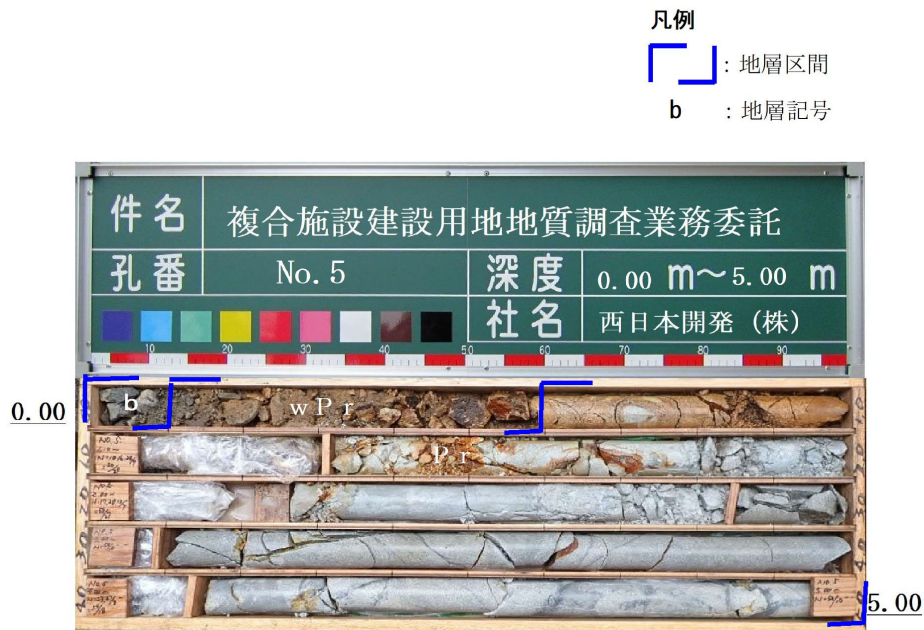 凡例
: 地層区間
b : 地層記号
件名 複合施設建設用地地質調査業務委託
孔番 No.5 深度 0.00 m〜5.00 m
社名 西日本開発（株）
10 20 30 40 50 60 70 80 90
0.00
b
wPr
Pr
5.00